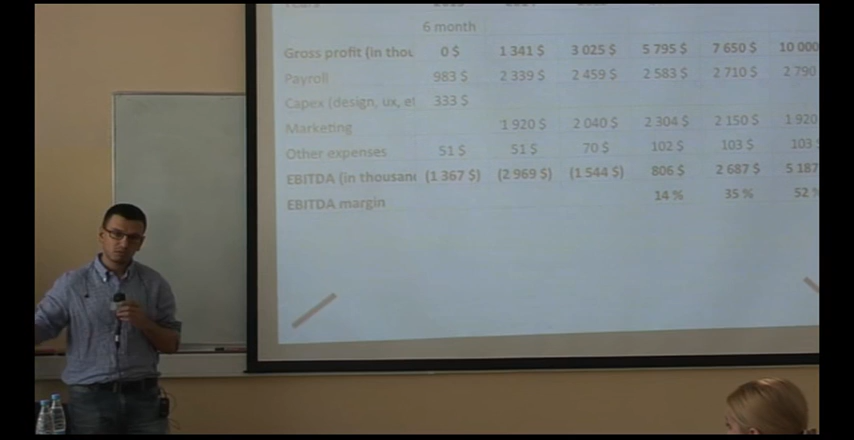 Years
6 month
Gross profit (in thou 0 $ 1 341 $ 3 025 $ 5 795 $ 7 650 $ 10 000
Payroll 983 $ 2 339 $ 2 459 $ 2 583 $ 2 710 $ 2 790
Capex (design, ux, et 333 $
Marketing 1 920 $ 2 040 $ 2 304 $ 2 150 $ 1 920
Other expenses 51 $ 51 $ 70 $ 102 $ 103 $ 103 $
EBITDA (in thousand (1 367 $) (2 969 $) (1 544 $) 806 $ 2 687 $ 5 187
EBITDA margin 14 % 35 % 52 %